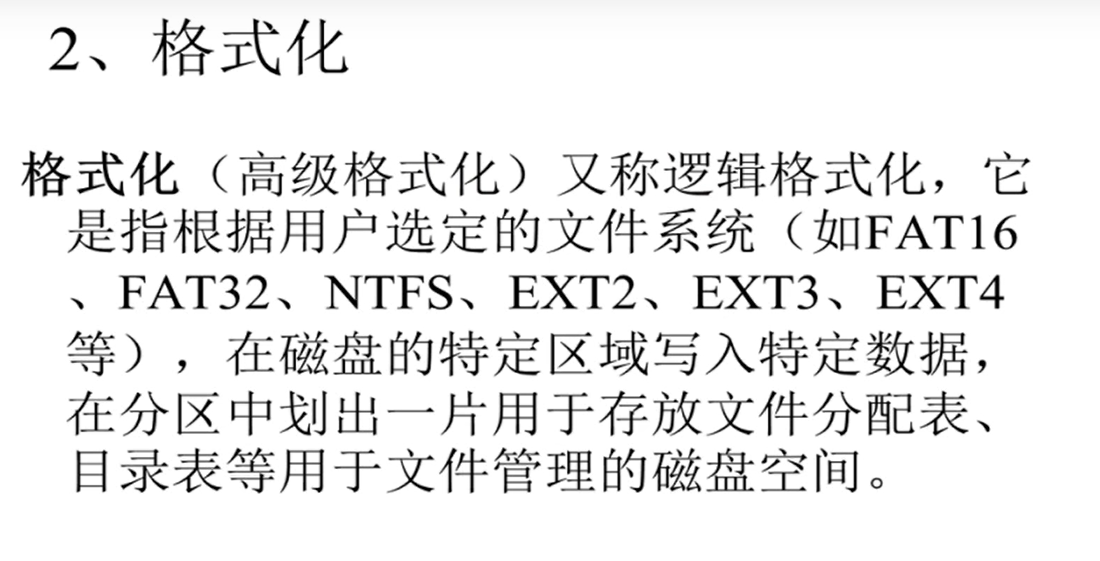 2、格式化
格式化（高级格式化）又称逻辑格式化，它
是指根据用户选定的文件系统（如FAT16
、FAT32、NTFS、EXT2、EXT3、EXT4
等），在磁盘的特定区域写入特定数据，
在分区中划出一片用于存放文件分配表、
目录表等用于文件管理的磁盘空间。